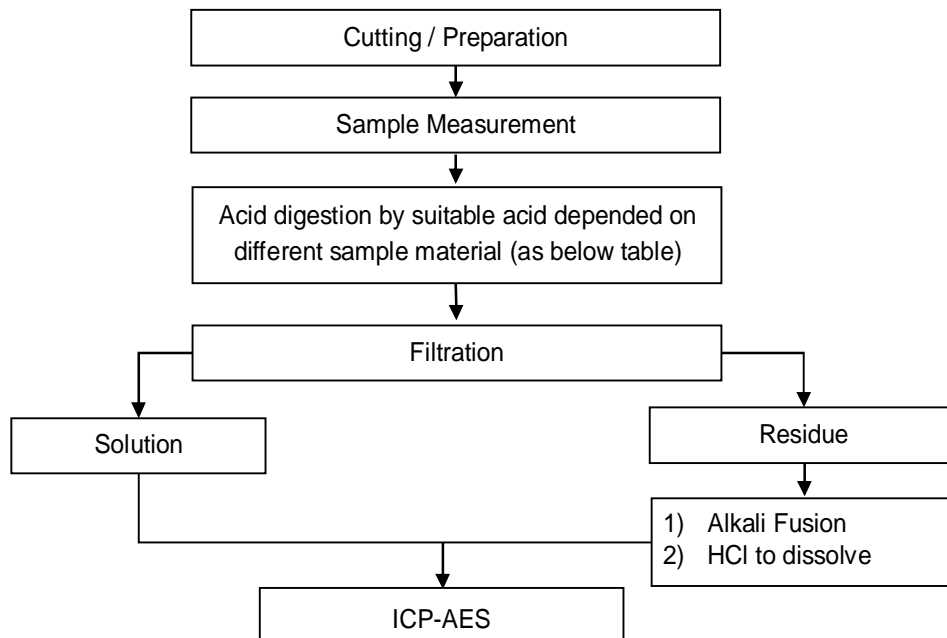 Cutting / Preparation
Sample Measurement
Acid digestion by suitable acid depended on
different sample material (as below table)
Filtration
Solution
Residue
1) Alkali Fusion
2) HCl to dissolve
ICP-AES